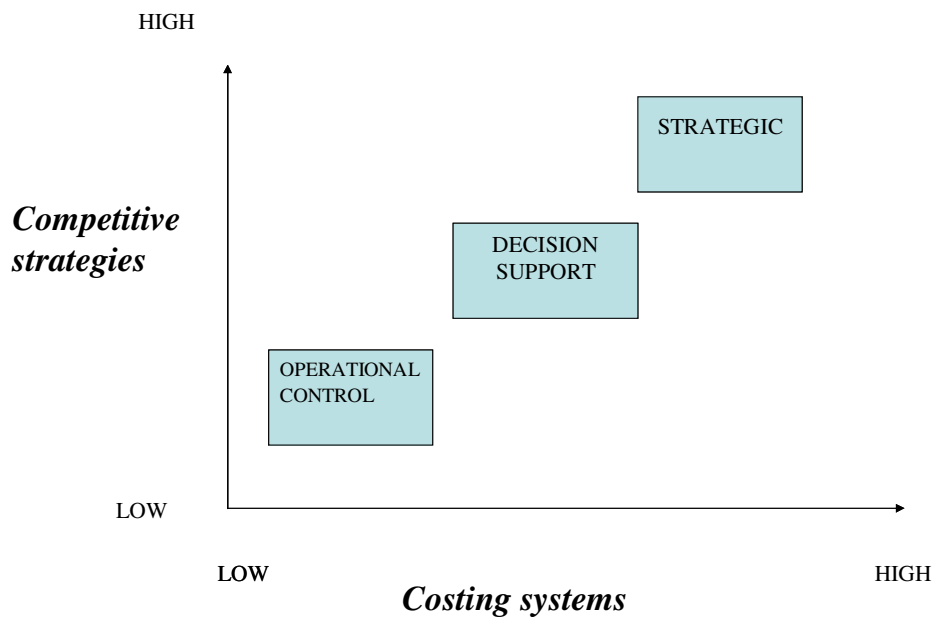 HIGH
STRATEGIC
Competitive
strategies
DECISION
SUPPORT
OPERATIONAL
CONTROL
LOW
LOW
HIGH
Costing systems